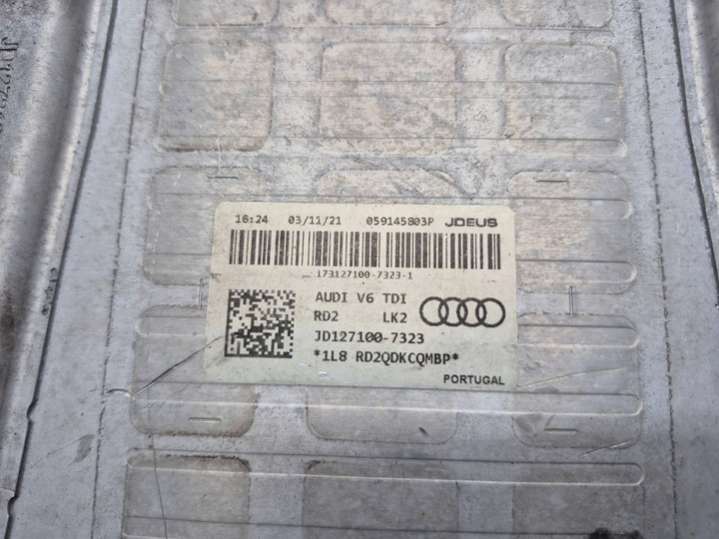 16:24 03/11/21 059145803P JDEUS
173127100-7323-1
AUDI V6 TDI
RD2 LK2
JD127100-7323
*1L8 RD2QDKCQMBP*
PORTUGAL